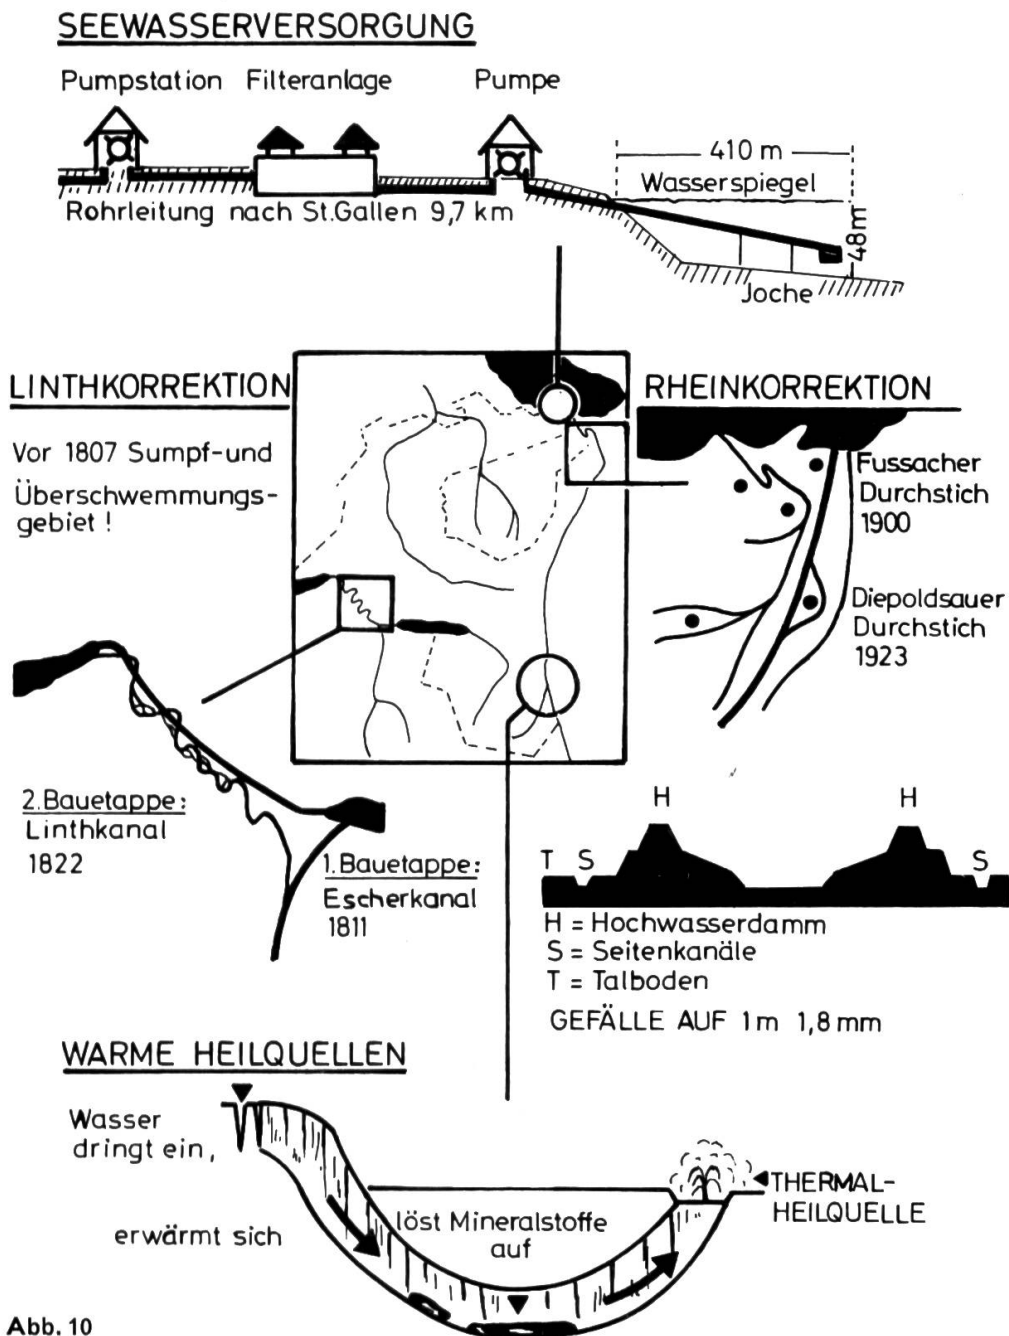 SEEWASSERVERSORGUNG
Pumpstation Filteranlage Pumpe
410 m
Wasserspiegel
Rohrleitung nach St.Gallen 9,7 km
48m
Joche
LINTHKORREKTION
Vor 1807 Sumpf-und
Überschwemmungs-
gebiet !
RHEINKORREKTION
Fussacher
Durchstich
1900
Diepoldsauer
Durchstich
1923
2.Bauetappe:
Linthkanal
1822
1.Bauetappe:
Escherkanal
1811
H H
T S S
H = Hochwasserdamm
S = Seitenkanäle
T = Talboden
GEFÄLLE AUF 1m 1,8mm
WARME HEILQUELLEN
Wasser
dringt ein,
erwärmt sich
löst Mineralstoffe
auf
THERMAL-
HEILQUELLE
Abb. 10